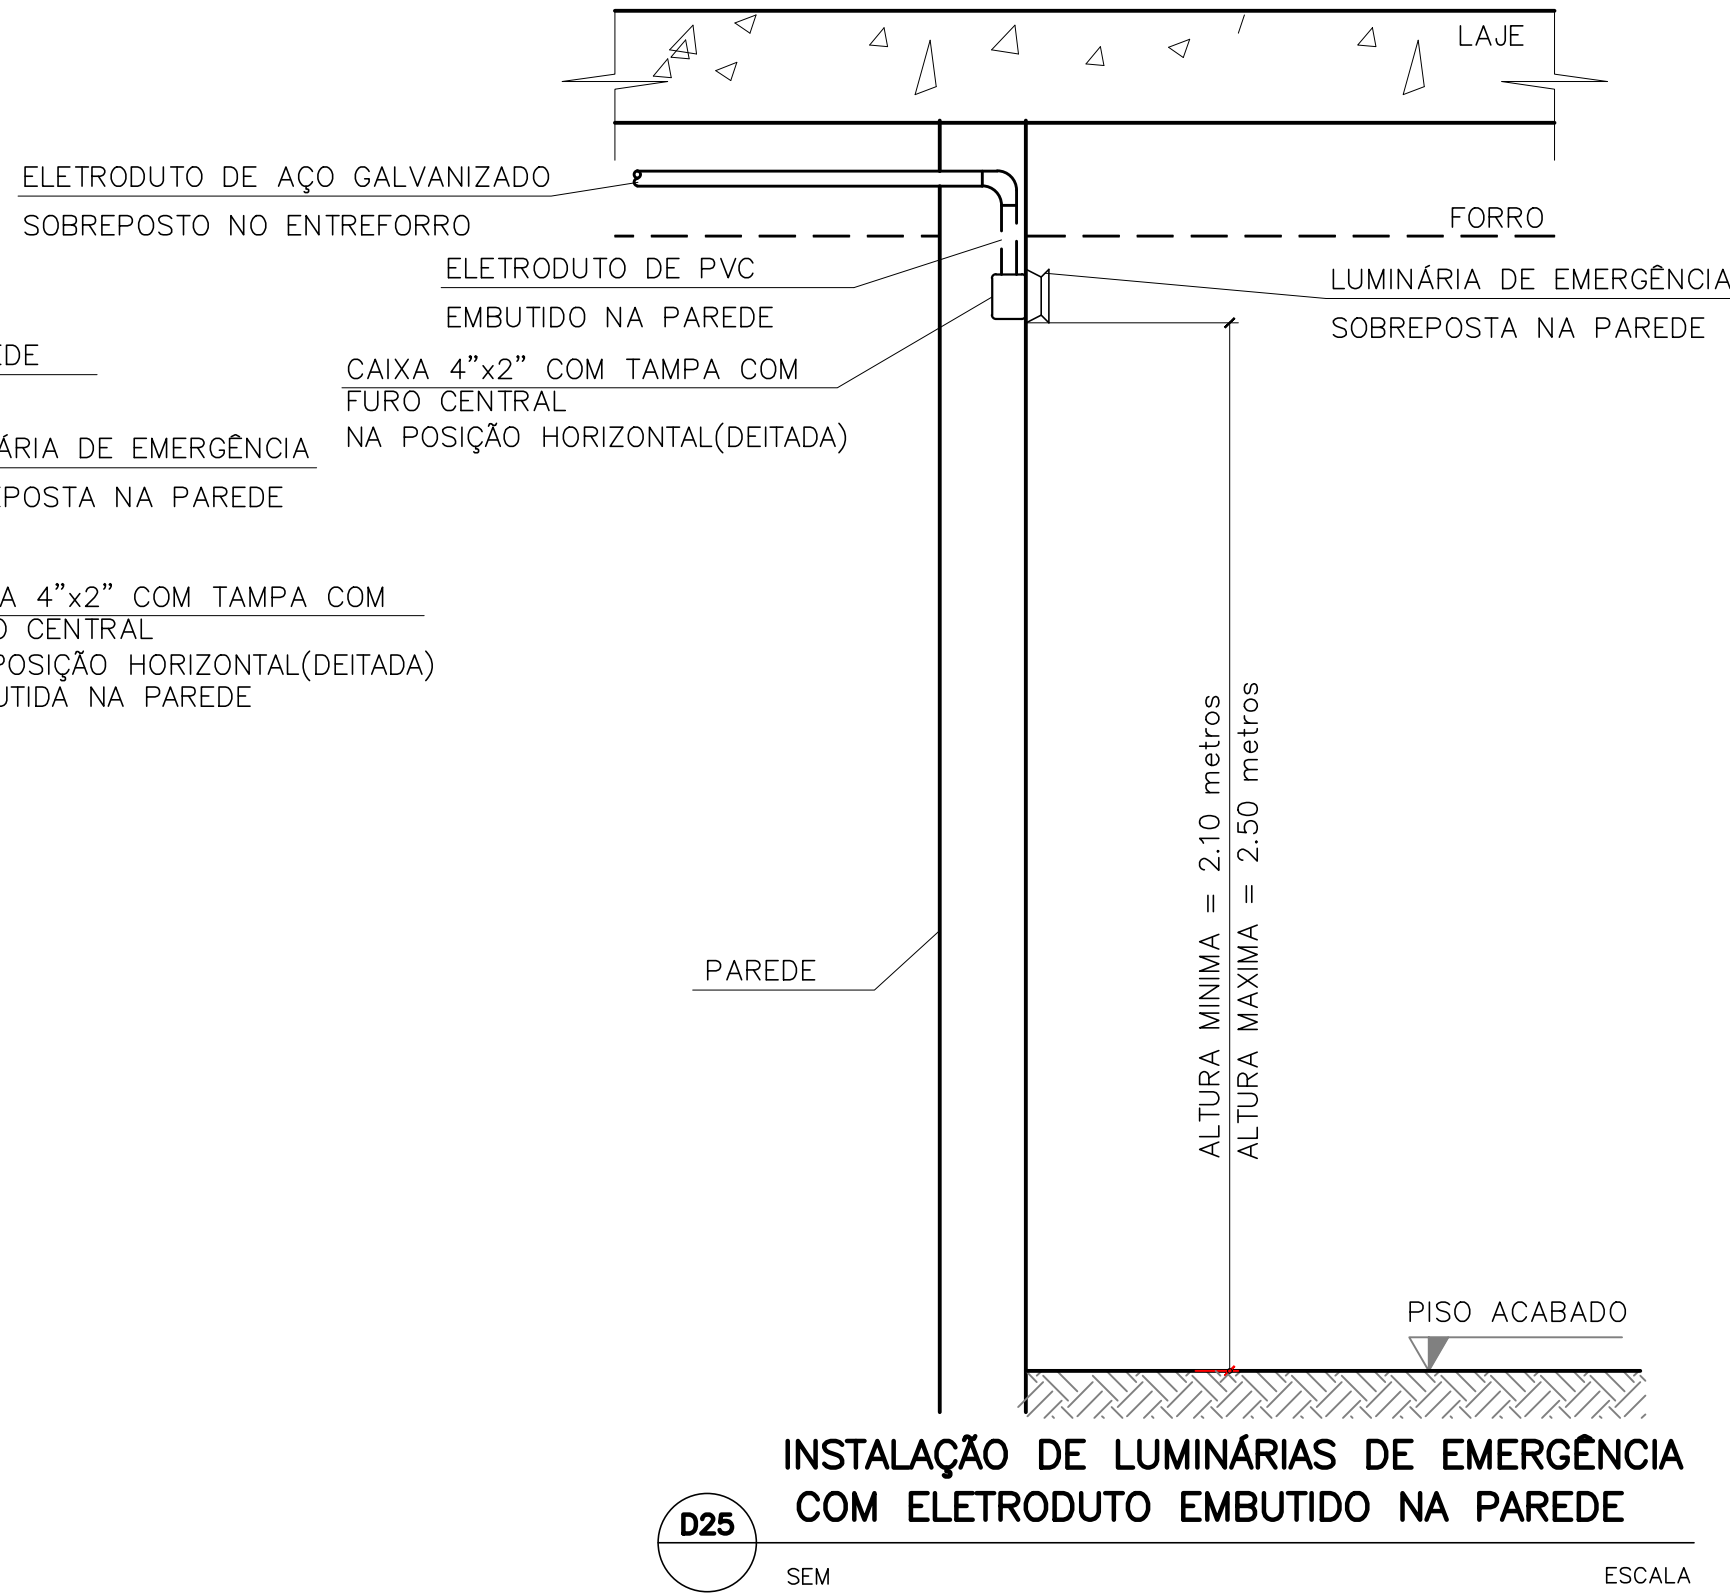 LAJE
ELETRODUTO DE AÇO GALVANIZADO
SOBREPOSTO NO ENTREFORRO
FORRO
ELETRODUTO DE PVC
EMBUTIDO NA PAREDE
LUMINÁRIA DE EMERGÊNCIA
SOBREPOSTA NA PAREDE
EDE
CAIXA 4”x2” COM TAMPA COM
FURO CENTRAL
NA POSIÇÃO HORIZONTAL(DEITADA)
ÁRIA DE EMERGÊNCIA
EPOSTA NA PAREDE
A 4”x2” COM TAMPA COM
O CENTRAL
POSIÇÃO HORIZONTAL(DEITADA)
UTIDA NA PAREDE
ALTURA MINIMA = 2.10 metros
ALTURA MAXIMA = 2.50 metros
PAREDE
PISO ACABADO
INSTALAÇÃO DE LUMINÁRIAS DE EMERGÊNCIA
COM ELETRODUTO EMBUTIDO NA PAREDE
D25
SEM ESCALA